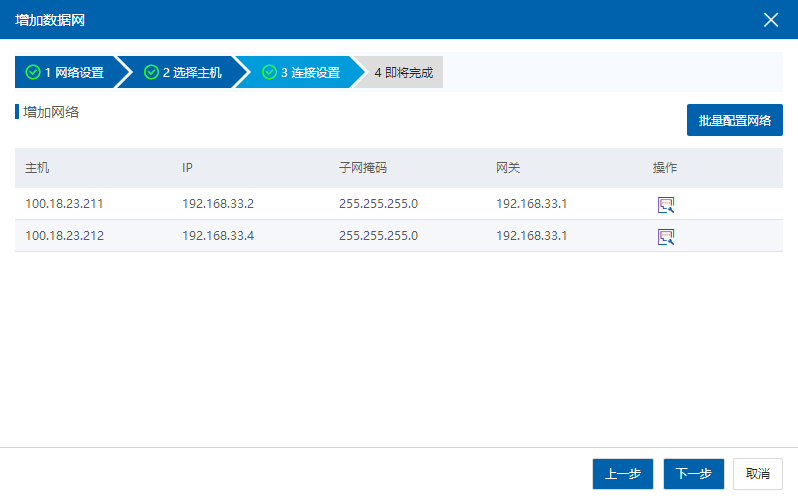 增加数据网
1 网络设置 2 选择主机 3 连接设置 4 即将完成
增加网络
批量配置网络
主机 IP 子网掩码 网关 操作
100.18.23.211 192.168.33.2 255.255.255.0 192.168.33.1
100.18.23.212 192.168.33.4 255.255.255.0 192.168.33.1
上一步 下一步 取消